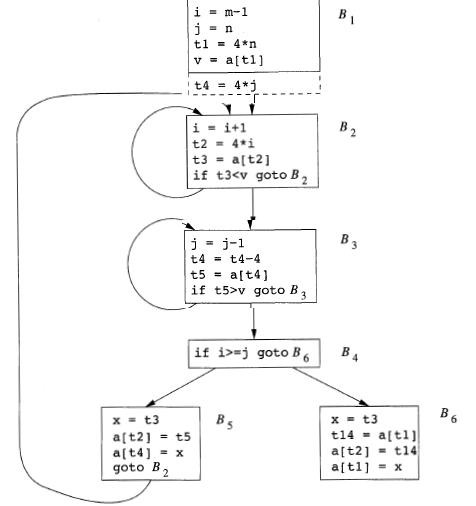 i = m-1
j = n
t1 = 4*n
v = a[t1]
t4 = 4*j
B1
i = i+1
t2 = 4*i
t3 = a[t2]
if t3<v goto B2
B2
j = j-1
t4 = t4-4
t5 = a[t4]
if t5>v goto B3
B3
if i>=j goto B6
B4
x = t3
a[t2] = t5
a[t4] = x
goto B2
B5
x = t3
t14 = a[t1]
a[t2] = t14
a[t1] = x
B6